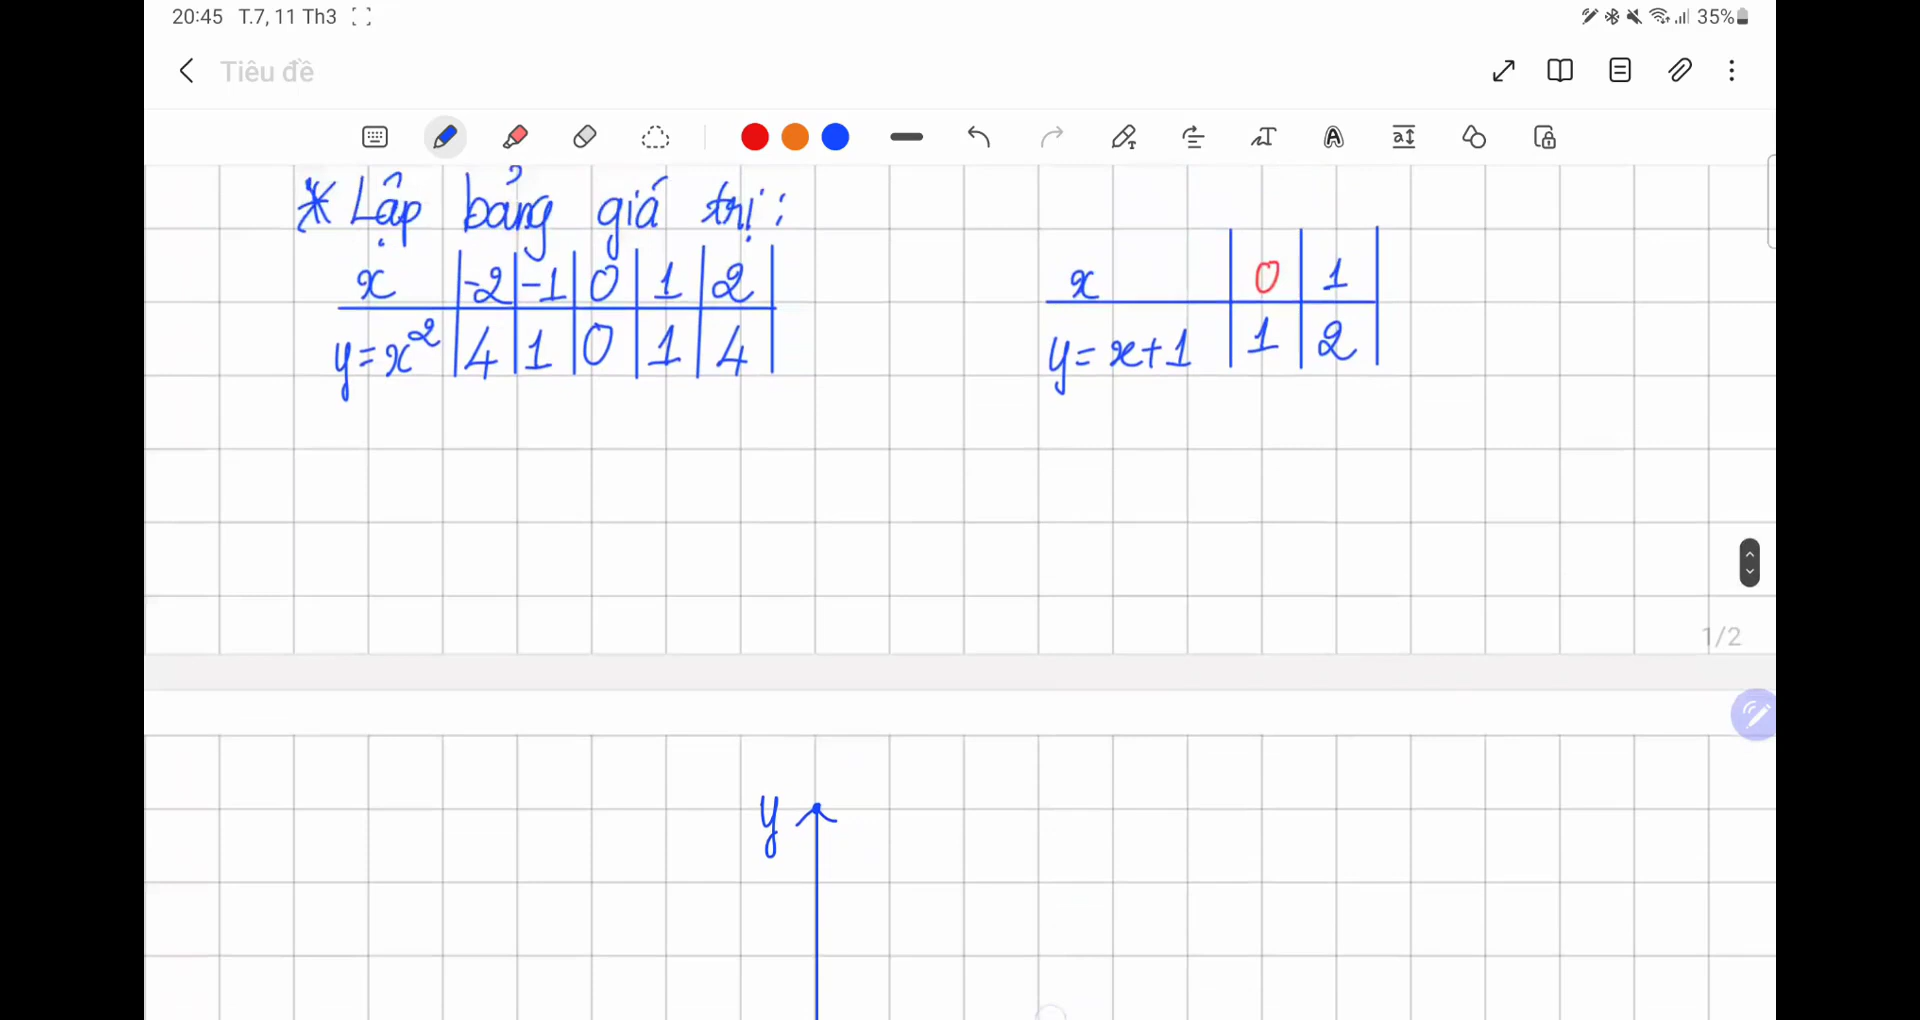 20:45 T.7, 11 Th3 35%
Tiêu đề
* Lập bảng giá trị:
x | -2 | -1 | 0 | 1 | 2 |
y = x² | 4 | 1 | 0 | 1 | 4 |
x | 0 | 1 |
y = x + 1 | 1 | 2 |
1/2
y